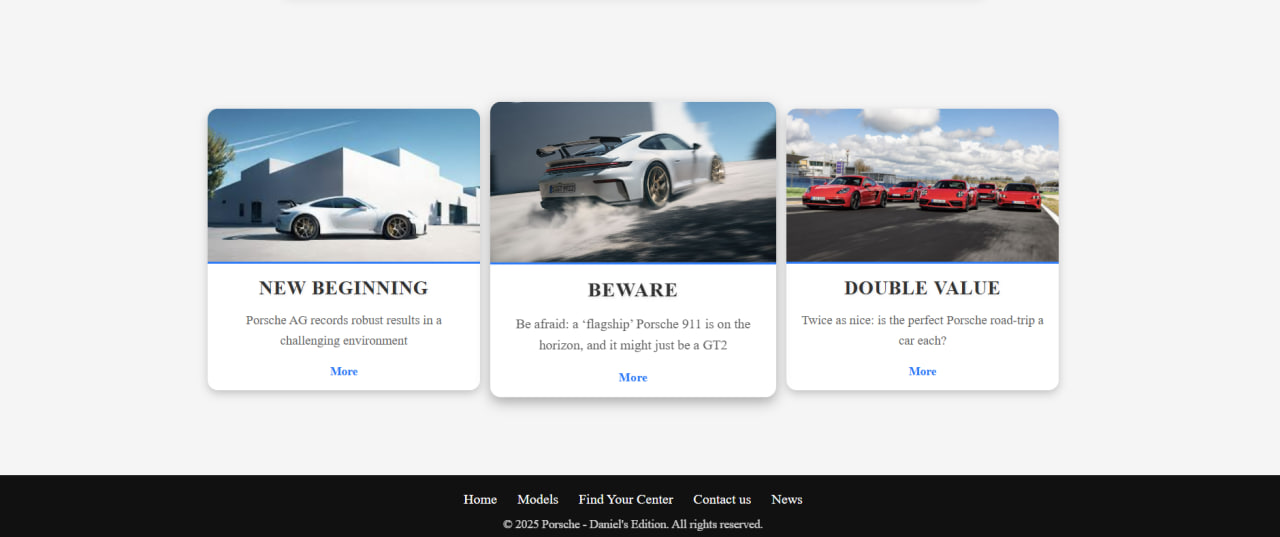 NEW BEGINNING
Porsche AG records robust results in a
challenging environment
More
BEWARE
Be afraid: a ‘flagship’ Porsche 911 is on the
horizon, and it might just be a GT2
More
DOUBLE VALUE
Twice as nice: is the perfect Porsche road-trip a
car each?
More
Home Models Find Your Center Contact us News
© 2025 Porsche - Daniel's Edition. All rights reserved.